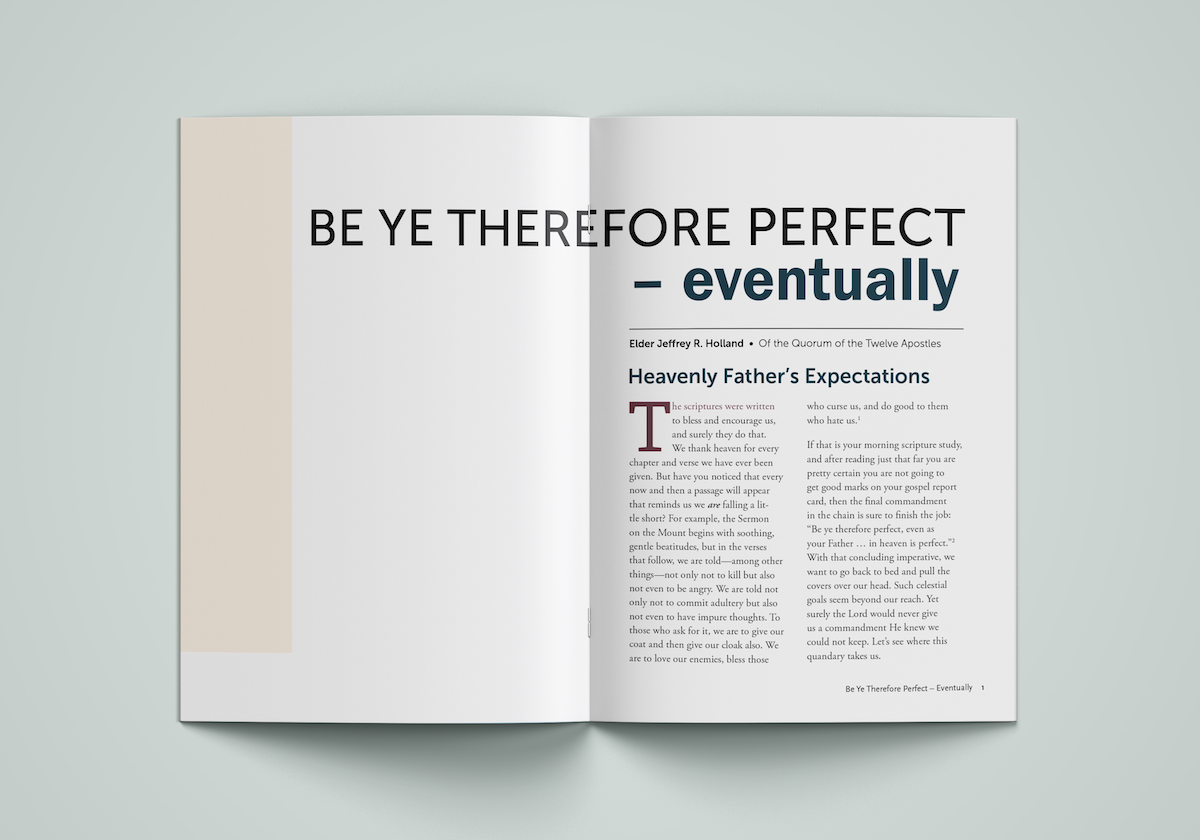 BE YE THEREFORE PERFECT
– eventually
Elder Jeffrey R. Holland • Of the Quorum of the Twelve Apostles
Heavenly Father’s Expectations
The scriptures were written
to bless and encourage us,
and surely they do that.
We thank heaven for every
chapter and verse we have ever been
given. But have you noticed that every
now and then a passage will appear
that reminds us we are falling a lit-
tle short? For example, the Sermon
on the Mount begins with soothing,
gentle beatitudes, but in the verses
that follow, we are told—among other
things—not only not to kill but also
not even to be angry. We are told not
only not to commit adultery but also
not even to have impure thoughts. To
those who ask for it, we are to give our
coat and then give our cloak also. We
are to love our enemies, bless those
who curse us, and do good to them
who hate us.¹
If that is your morning scripture study,
and after reading just that far you are
pretty certain you are not going to
get good marks on your gospel report
card, then the final commandment
in the chain is sure to finish the job:
“Be ye therefore perfect, even as
your Father … in heaven is perfect.”²
With that concluding imperative, we
want to go back to bed and pull the
covers over our head. Such celestial
goals seem beyond our reach. Yet
surely the Lord would never give
us a commandment He knew we
could not keep. Let’s see where this
quandary takes us.
Be Ye Therefore Perfect – Eventually 1